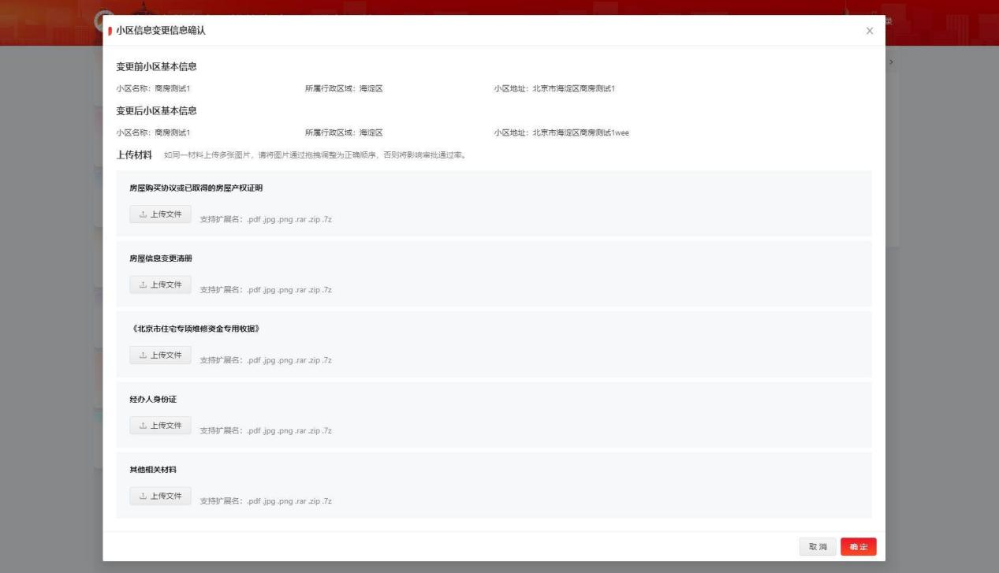 录
小区信息变更信息确认
变更前小区基本信息
小区名称：商房测试1 所属行政区域：海淀区 小区地址：北京市海淀区商房测试1
变更后小区基本信息
小区名称：商房测试1 所属行政区域：海淀区 小区地址：北京市海淀区商房测试1wee
上传材料 如同一材料上传多张图片，请将图片通过拖拽调整为正确顺序，否则将影响审批通过率。
房屋购买协议或已取得的房屋产权证明
上传文件 支持扩展名：.pdf .jpg .png .rar .zip .7z
房屋信息变更清册
上传文件 支持扩展名：.pdf .jpg .png .rar .zip .7z
《北京市住宅专项维修资金专用收据》
上传文件 支持扩展名：.pdf .jpg .png .rar .zip .7z
经办人身份证
上传文件 支持扩展名：.pdf .jpg .png .rar .zip .7z
其他相关材料
上传文件 支持扩展名：.pdf .jpg .png .rar .zip .7z
取消 确定